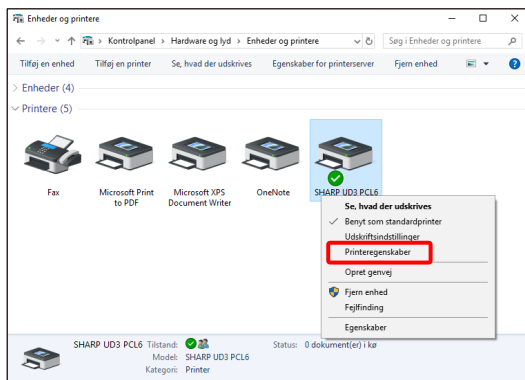 Enheder og printere
Kontrolpanel › Hardware og lyd › Enheder og printere
Søg i Enheder og printere
Tilføj en enhed Tilføj en printer Se, hvad der udskrives Egenskaber for printerserver Fjern enhed
Enheder (4)
Printere (5)
Fax Microsoft Print Microsoft XPS OneNote SHARP UD3 PCL6
to PDF Document Writer
Se, hvad der udskrives
Benyt som standardprinter
Udskriftsindstillinger
Printeregenskaber
Opret genvej
Fjern enhed
Fejlfinding
Egenskaber
SHARP UD3 PCL6 Tilstand: Status: 0 dokument(er) i kø
Model: SHARP UD3 PCL6
Kategori: Printer